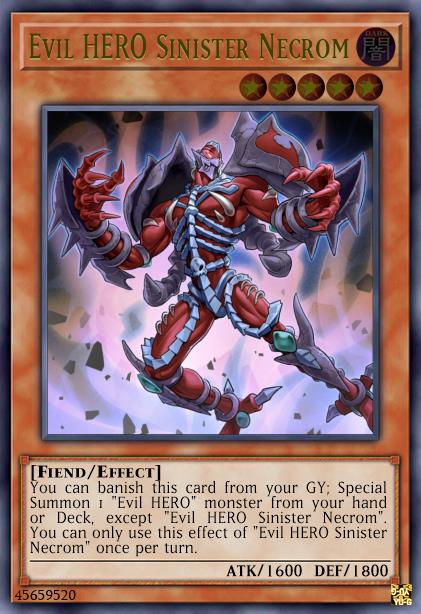 Evil HERO Sinister Necrom
DARK
闇
[Fiend/Effect]
You can banish this card from your GY; Special
Summon 1 "Evil HERO" monster from your hand
or Deck, except "Evil HERO Sinister Necrom".
You can only use this effect of "Evil HERO Sinister
Necrom" once per turn.
ATK/1600 DEF/1800
45659520